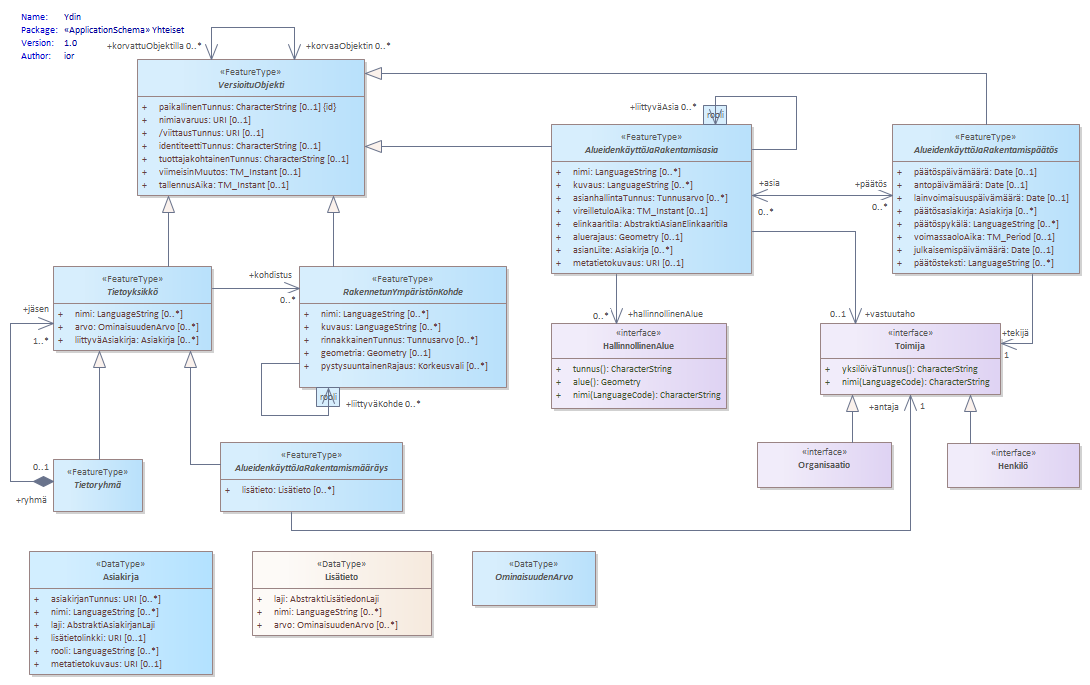 Name: Ydin
Package: «ApplicationSchema» Yhteiset
Version: 1.0
Author: ior
+korvattuObjektilla 0..*
+korvaaObjektin 0..*
«FeatureType»
VersioituObjekti
+ paikallinenTunnus: CharacterString [0..1] {id}
+ nimiavaruus: URI [0..1]
+ /viittausTunnus: URI [0..1]
+ identiteettiTunnus: CharacterString [0..1]
+ tuottajakohtainenTunnus: CharacterString [0..1]
+ viimeisinMuutos: TM_Instant [0..1]
+ tallennusAika: TM_Instant [0..1]
+liittyväAsia 0..*
rooli
«FeatureType»
AlueidenkäyttöJaRakentamisasia
+ nimi: LanguageString [0..*]
+ kuvaus: LanguageString [0..*]
+ asianhallintaTunnus: Tunnusarvo [0..*]
+ vireilletuloAika: TM_Instant [0..1]
+ elinkaaritila: AbstraktiAsianElinkaaritila
+ aluerajaus: Geometry [0..1]
+ asianLiite: Asiakirja [0..*]
+ metatietokuvaus: URI [0..1]
+asia
0..*
+päätös
0..*
«FeatureType»
AlueidenkäyttöJaRakentamispäätös
+ päätöspäivämäärä: Date [0..1]
+ antopäivämäärä: Date [0..1]
+ lainvoimaisuuspäivämäärä: Date [0..1]
+ päätösasiakirja: Asiakirja [0..*]
+ päätöspykälä: LanguageString [0..*]
+ voimassaoloAika: TM_Period [0..1]
+ julkaisemispäivämäärä: Date [0..1]
+ päätösteksti: LanguageString [0..*]
«FeatureType»
Tietoyksikkö
+ nimi: LanguageString [0..*]
+ arvo: OminaisuudenArvo [0..*]
+ liittyväAsiakirja: Asiakirja [0..*]
+kohdistus
0..*
«FeatureType»
RakennetunYmpäristönKohde
+ nimi: LanguageString [0..*]
+ kuvaus: LanguageString [0..*]
+ rinnakkainenTunnus: Tunnusarvo [0..*]
+ geometria: Geometry [0..1]
+ pystysuuntainenRajaus: Korkeusvali [0..*]
rooli
+liittyväKohde 0..*
+jäsen
1..*
0..*
+hallinnollinenAlue
«interface»
HallinnollinenAlue
+ tunnus(): CharacterString
+ alue(): Geometry
+ nimi(LanguageCode): CharacterString
0..1
+vastuutaho
«interface»
Toimija
+ yksilöiväTunnus(): CharacterString
+ nimi(LanguageCode): CharacterString
+tekijä
1
+antaja
1
«interface»
Organisaatio
«interface»
Henkilö
0..1
+ryhmä
«FeatureType»
Tietoryhmä
«FeatureType»
AlueidenkäyttöJaRakentamismääräys
+ lisätieto: Lisätieto [0..*]
«DataType»
Asiakirja
+ asiakirjanTunnus: URI [0..*]
+ nimi: LanguageString [0..*]
+ laji: AbstraktiAsiakirjanLaji
+ lisätietolinkki: URI [0..1]
+ rooli: LanguageString [0..*]
+ metatietokuvaus: URI [0..1]
«DataType»
Lisätieto
+ laji: AbstraktiLisätiedonLaji
+ nimi: LanguageString [0..*]
+ arvo: OminaisuudenArvo [0..*]
«DataType»
OminaisuudenArvo